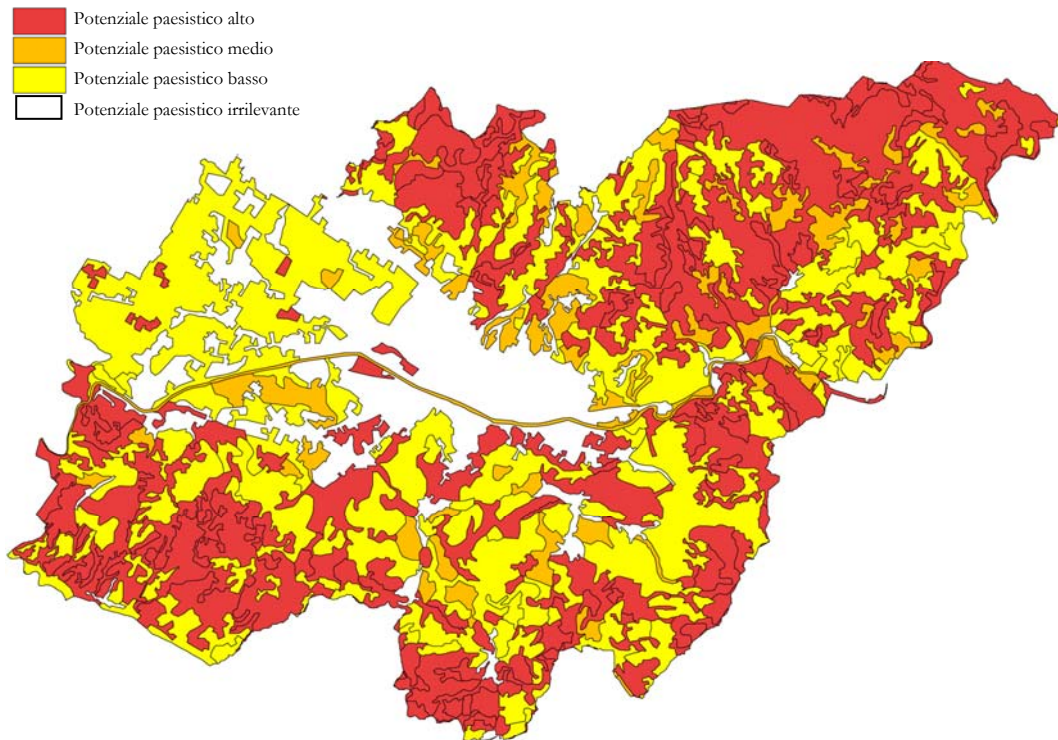 Potenziale paesistico alto
Potenziale paesistico medio
Potenziale paesistico basso
Potenziale paesistico irrilevante